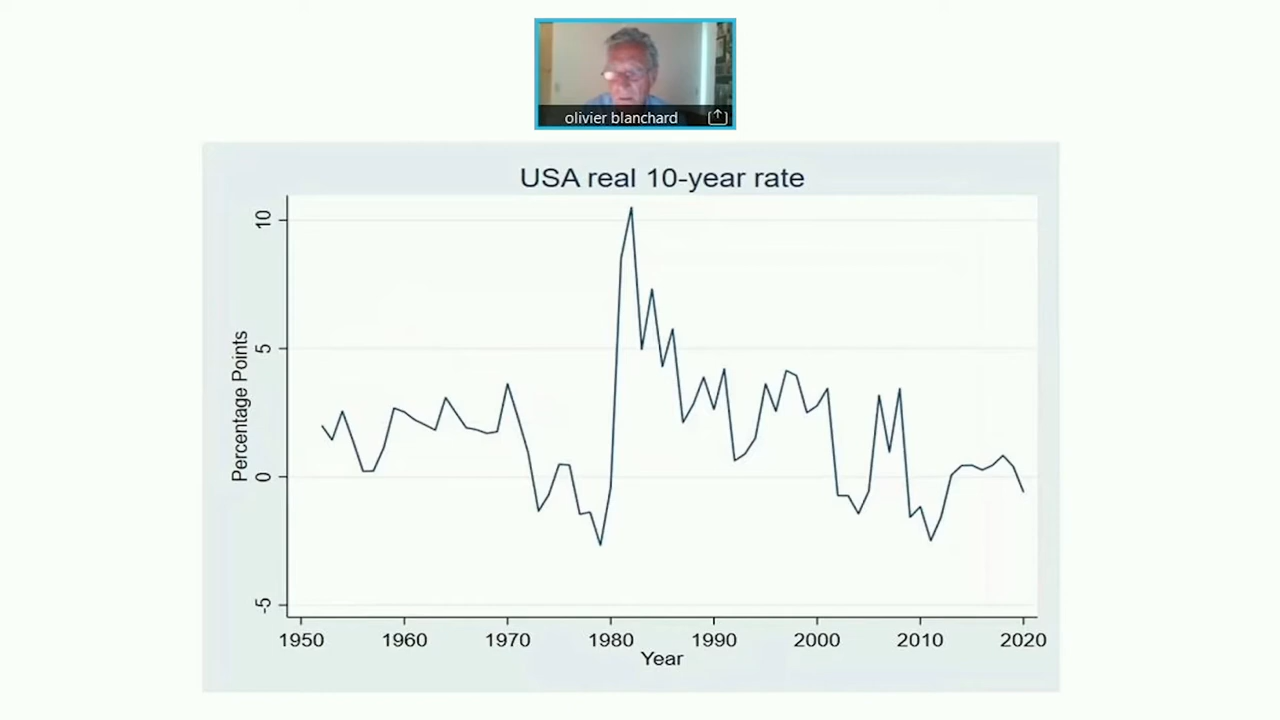 olivier blanchard
USA real 10-year rate
Percentage Points
10
5
0
-5
1950 1960 1970 1980 1990 2000 2010 2020
Year